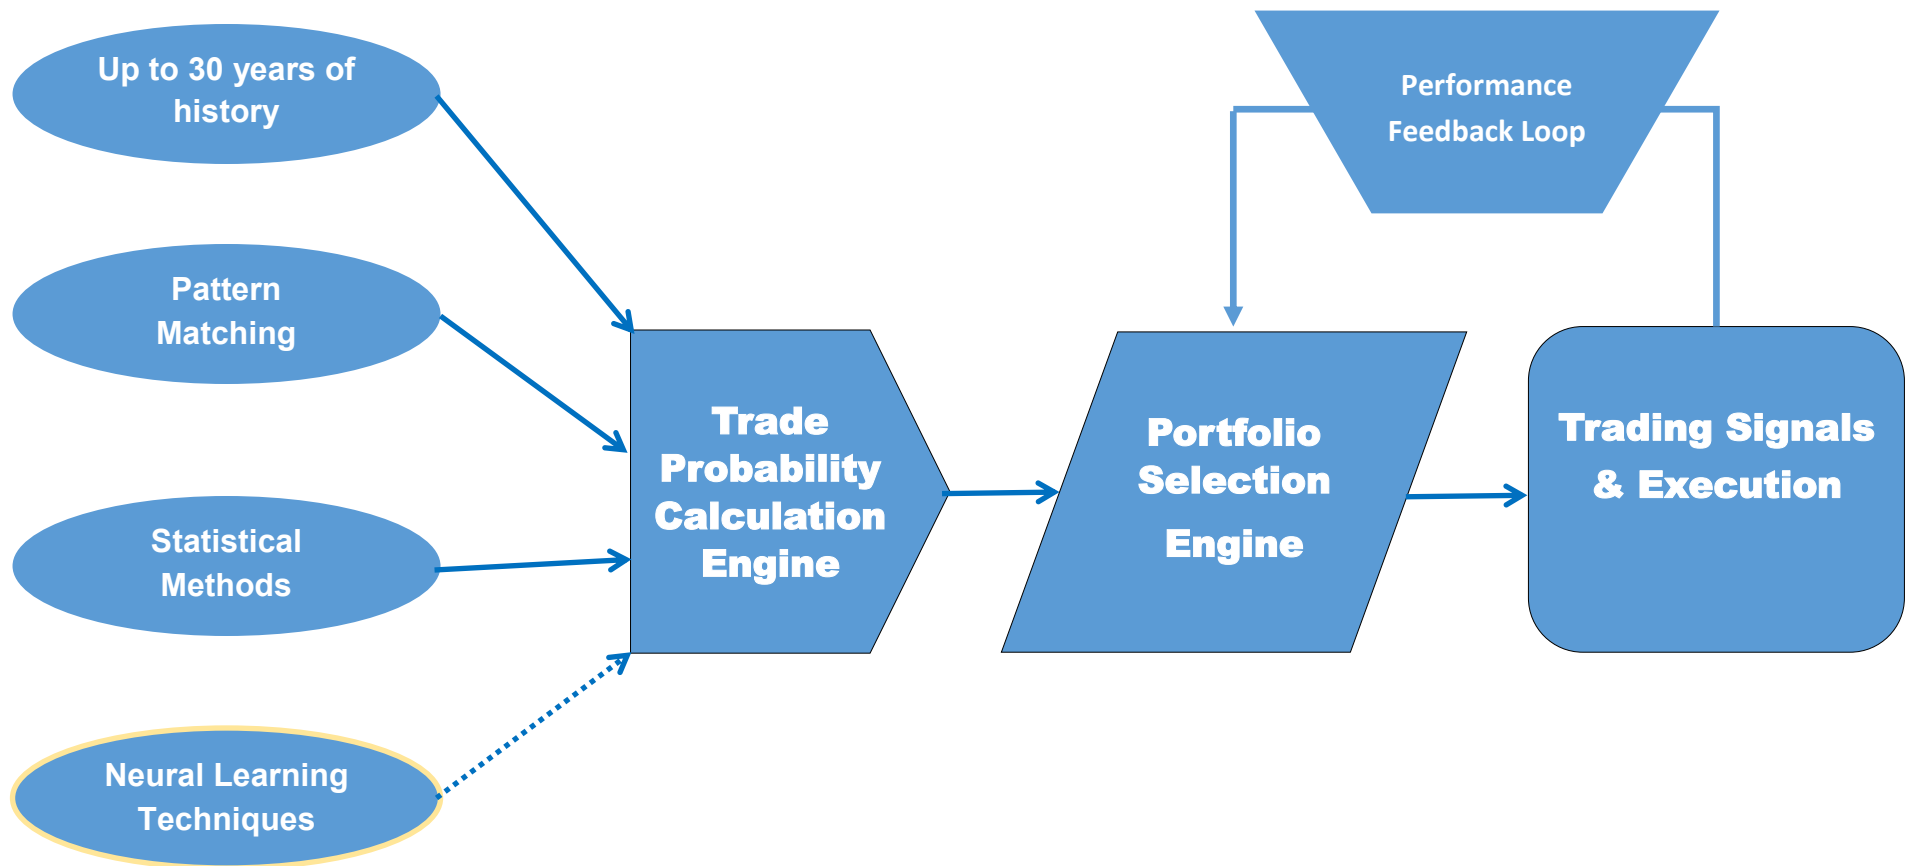 Up to 30 years of
history
Pattern
Matching
Statistical
Methods
Neural Learning
Techniques
Trade
Probability
Calculation
Engine
Portfolio
Selection
Engine
Performance
Feedback Loop
Trading Signals
& Execution